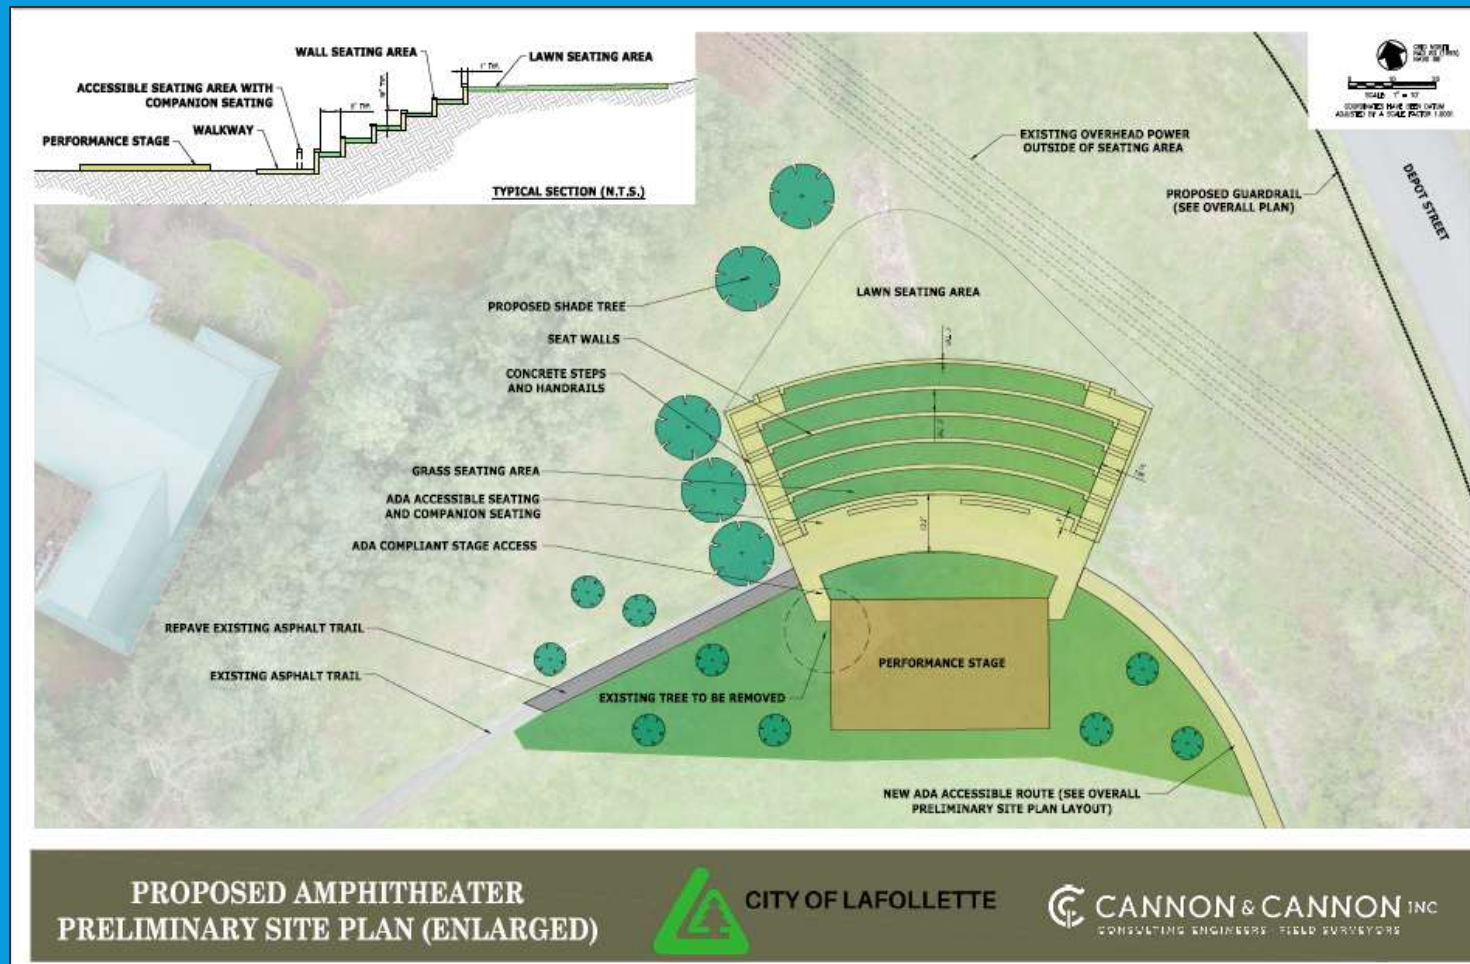 WALL SEATING AREA
1' TYP.
LAWN SEATING AREA
ACCESSIBLE SEATING AREA WITH
COMPANION SEATING
WALKWAY
PERFORMANCE STAGE
TYPICAL SECTION (N.T.S.)
SCALE 1" = 10'
EXISTING OVERHEAD POWER
OUTSIDE OF SEATING AREA
PROPOSED GUARDRAIL
(SEE OVERALL PLAN)
DEPOT STREET
PROPOSED SHADE TREE
LAWN SEATING AREA
SEAT WALLS
CONCRETE STEPS
AND HANDRAILS
GRASS SEATING AREA
ADA ACCESSIBLE SEATING
AND COMPANION SEATING
ADA COMPLIANT STAGE ACCESS
REPAVE EXISTING ASPHALT TRAIL
EXISTING ASPHALT TRAIL
PERFORMANCE STAGE
EXISTING TREE TO BE REMOVED
NEW ADA ACCESSIBLE ROUTE (SEE OVERALL
PRELIMINARY SITE PLAN LAYOUT)
PROPOSED AMPHITHEATER
PRELIMINARY SITE PLAN (ENLARGED)
CITY OF LAFOLLETTE
CANNON & CANNON INC
CONSULTING ENGINEERS FIELD SURVEYORS